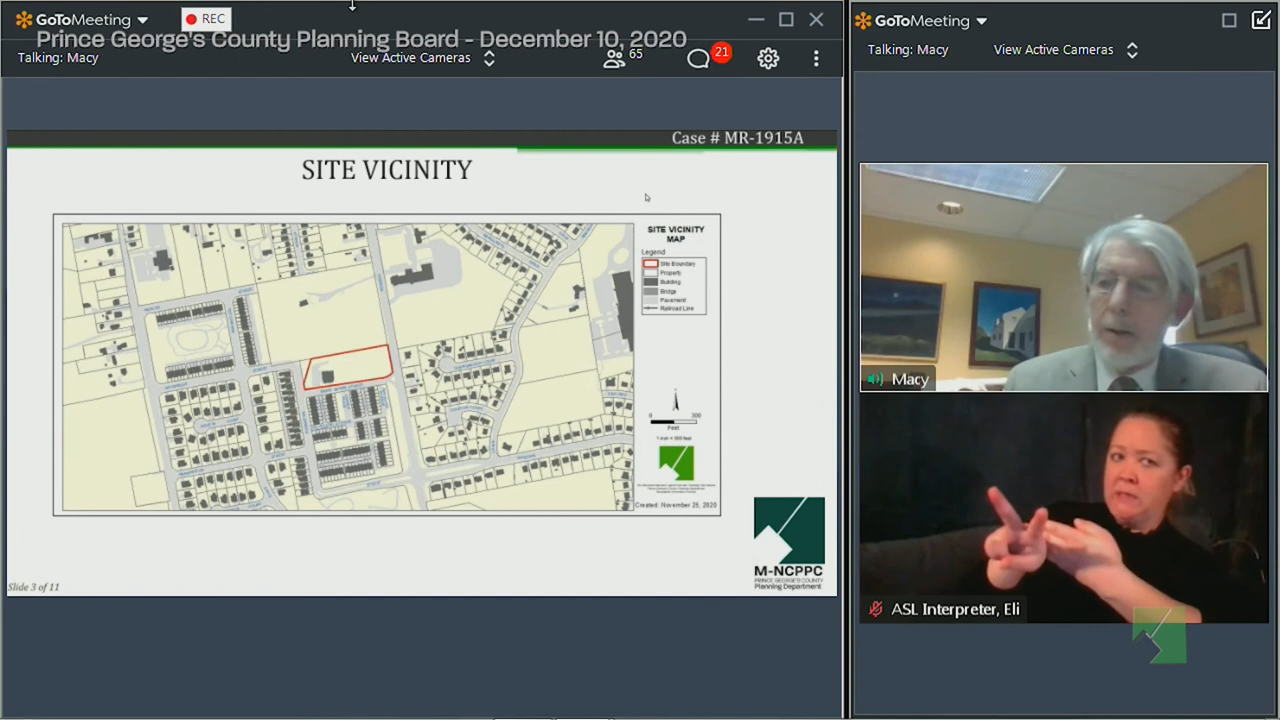 GoToMeeting
REC
Prince George's County Planning Board - December 10, 2020
Talking: Macy
View Active Cameras
65
21
Case # MR-1915A
SITE VICINITY
SITE VICINITY
MAP
Legend
Site Boundary
Property
Building
Bridge
Pavement
Railroad Line
0
300
Feet
Created: November 25, 2020
M-NCPPC
PRINCE GEORGE'S COUNTY
Planning Department
Slide 3 of 11
GoToMeeting
Talking: Macy
View Active Cameras
Macy
ASL Interpreter, Eli